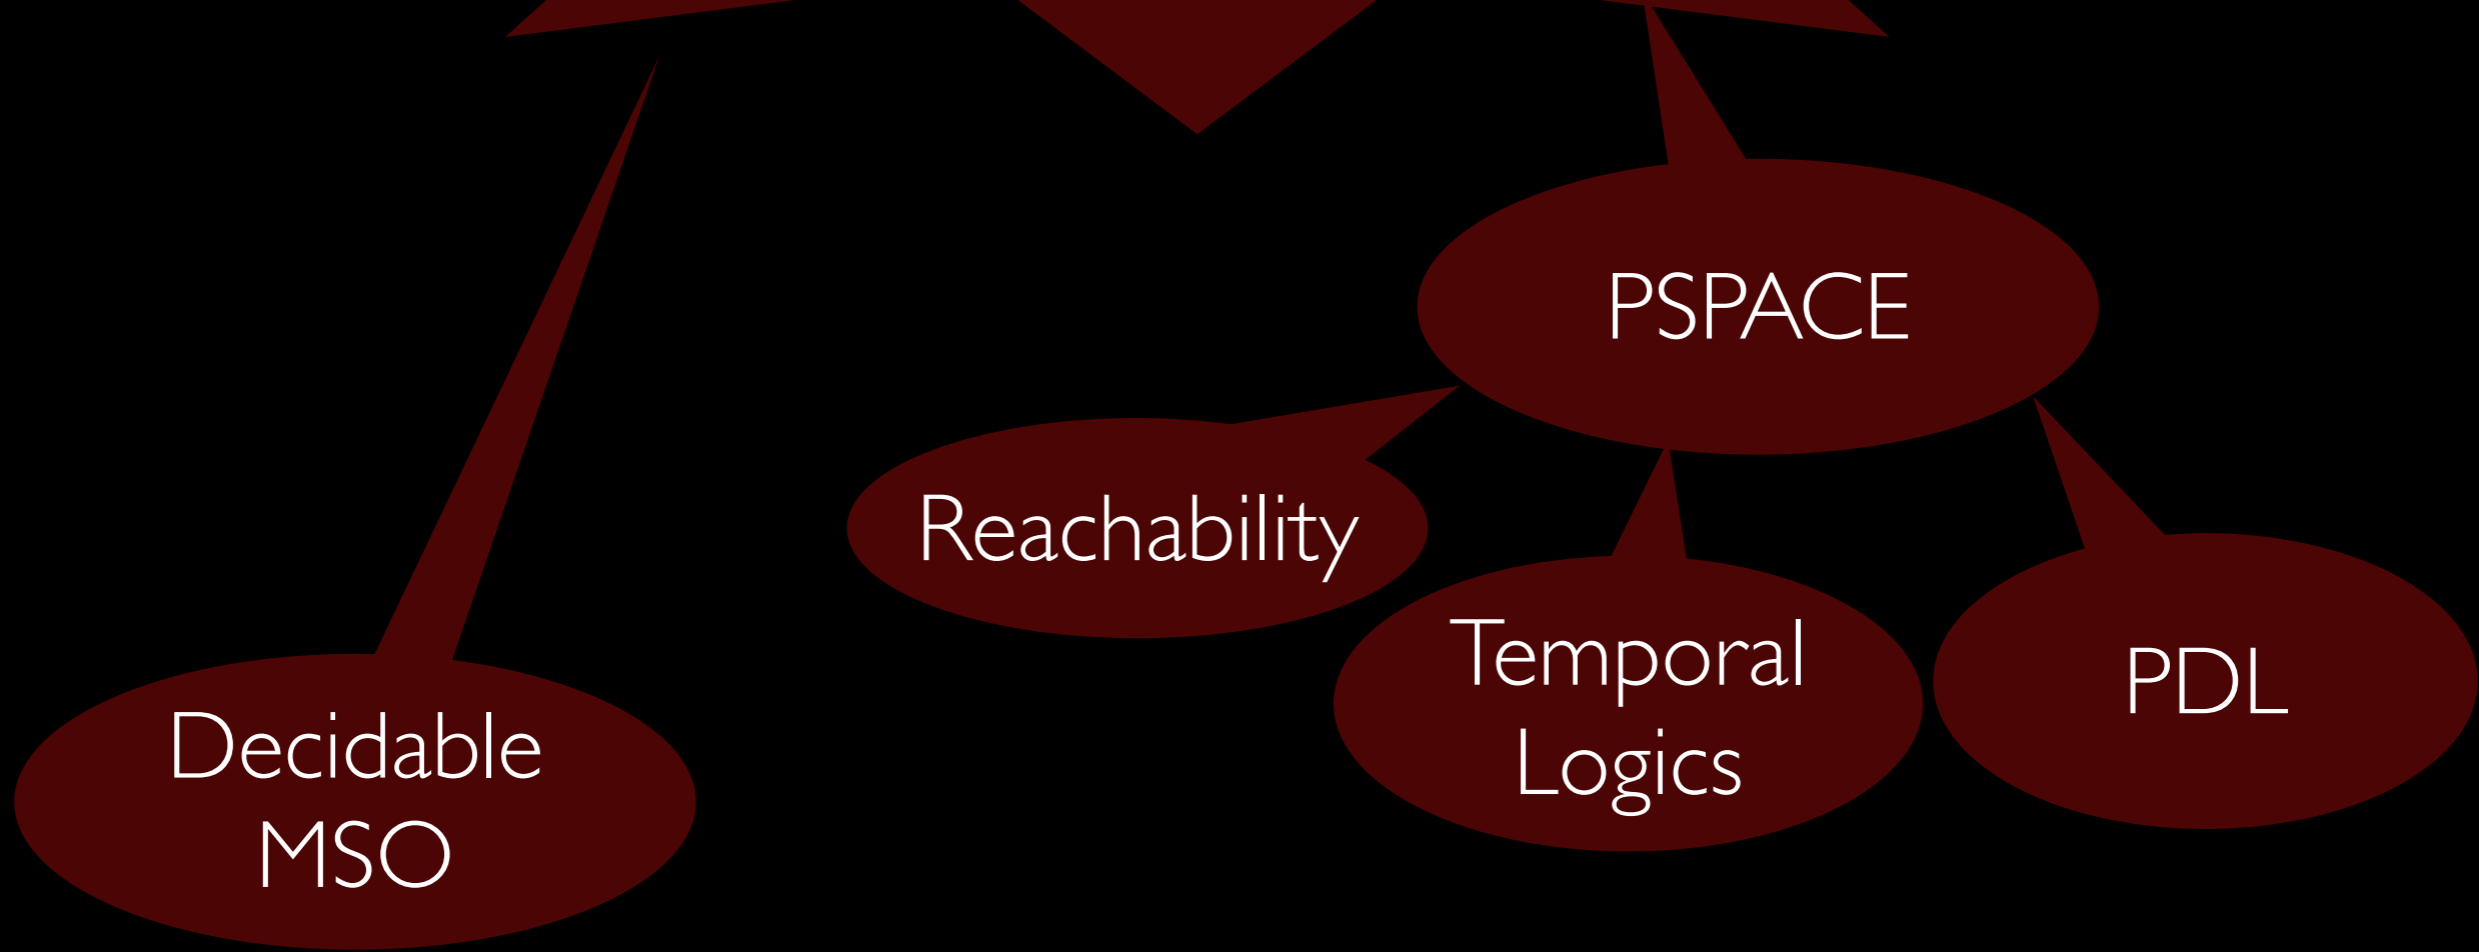 PSPACE
Reachability
Temporal
Logics
PDL
Decidable
MSO